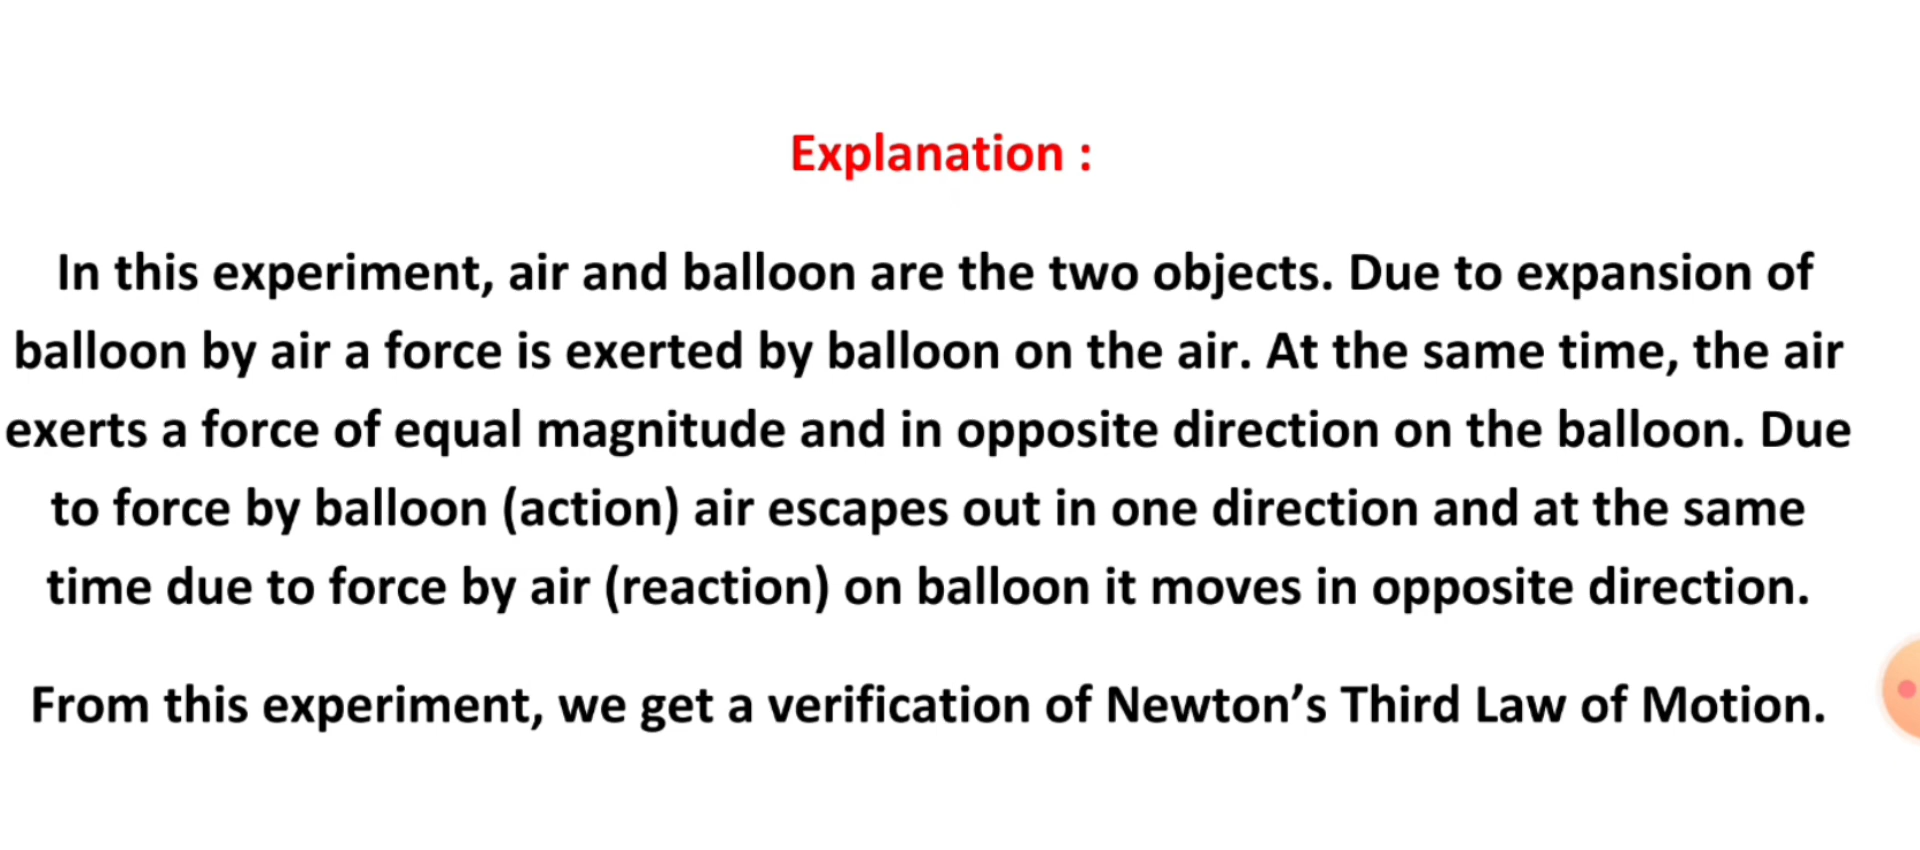 Explanation :
In this experiment, air and balloon are the two objects. Due to expansion of
balloon by air a force is exerted by balloon on the air. At the same time, the air
exerts a force of equal magnitude and in opposite direction on the balloon. Due
to force by balloon (action) air escapes out in one direction and at the same
time due to force by air (reaction) on balloon it moves in opposite direction.
From this experiment, we get a verification of Newton’s Third Law of Motion.